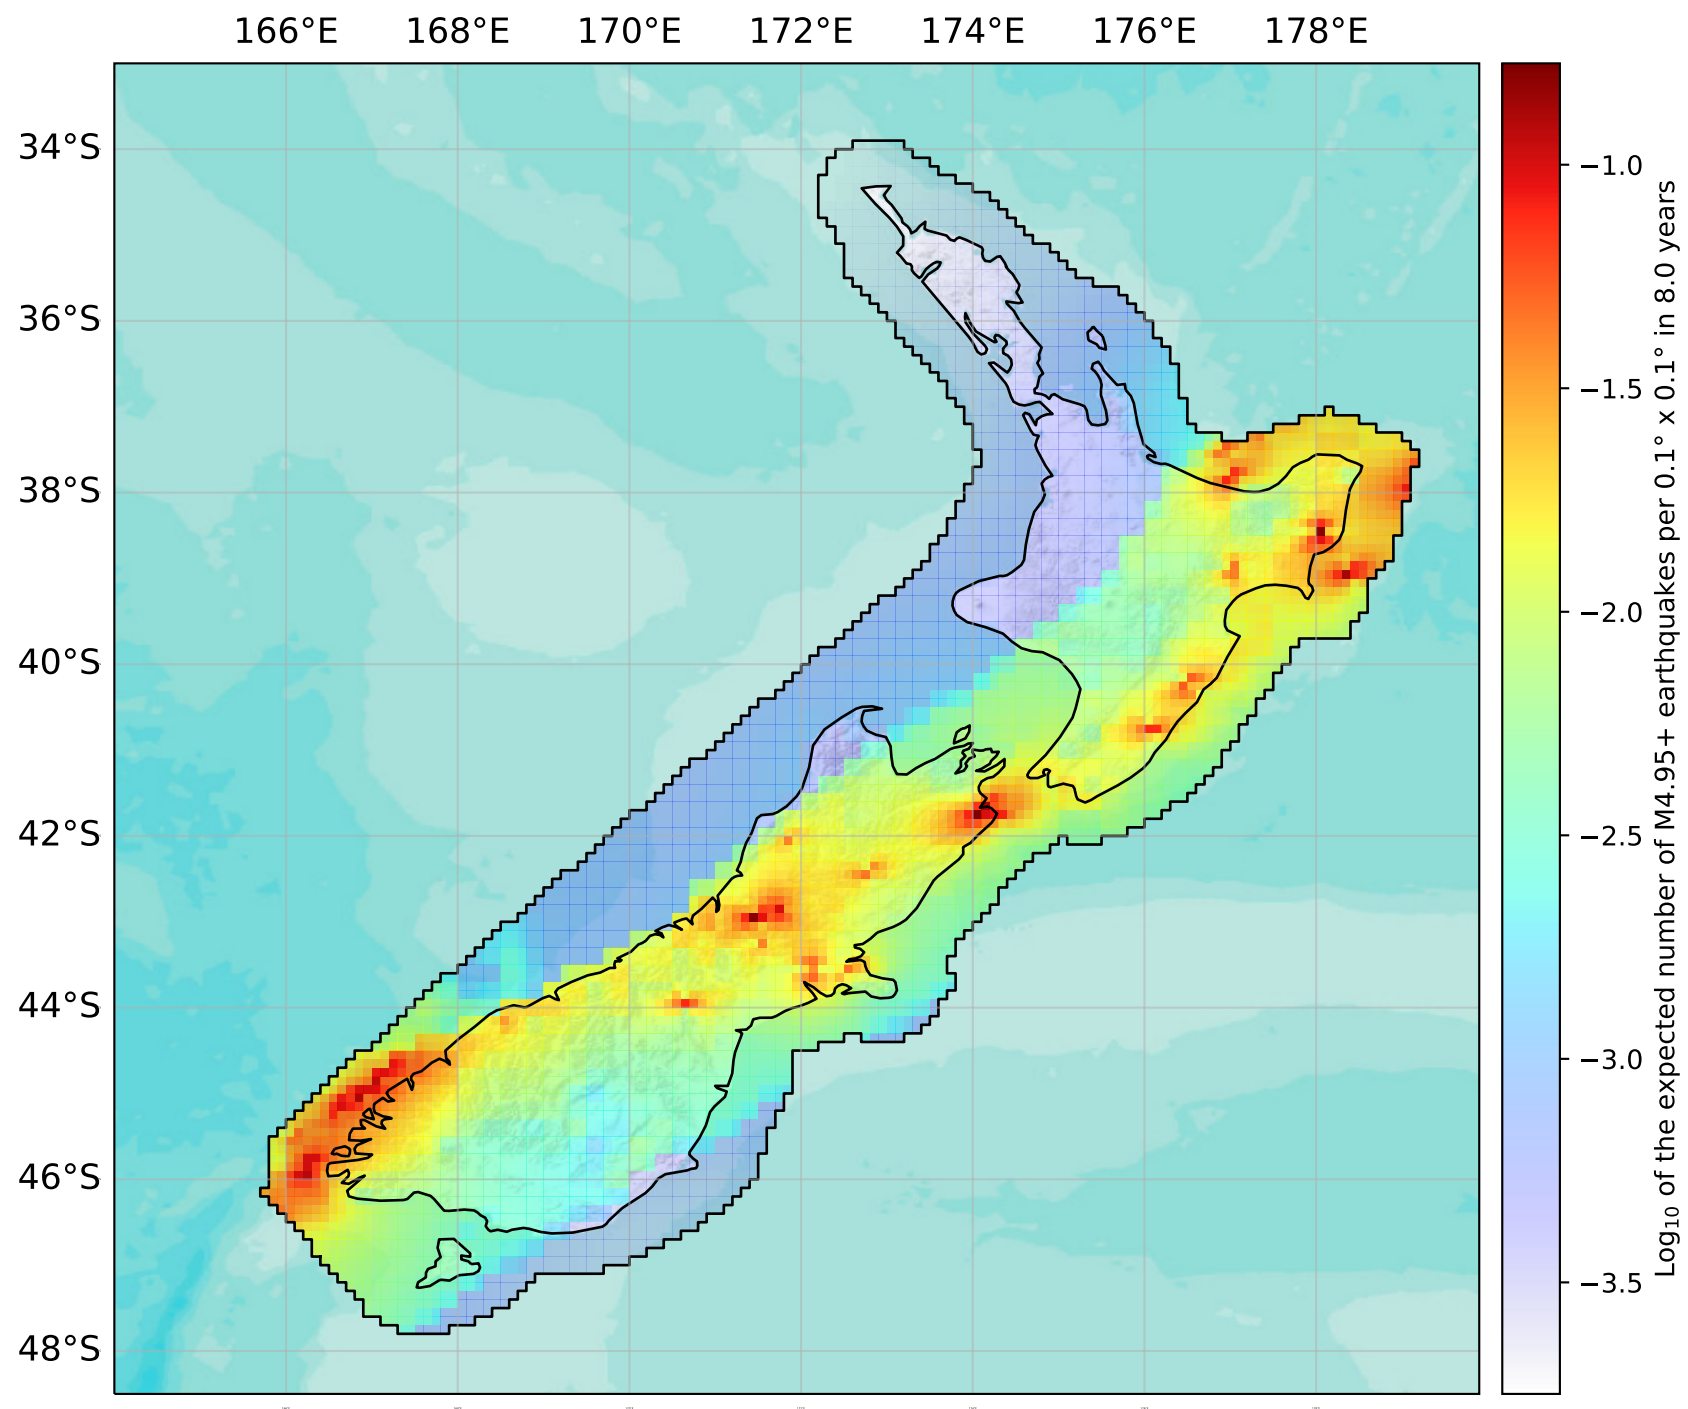 166°E 168°E 170°E 172°E 174°E 176°E 178°E
34°S
36°S
38°S
40°S
42°S
44°S
46°S
48°S
−1.0
−1.5
−2.0
−2.5
−3.0
−3.5
Log10 of the expected number of M4.95+ earthquakes per 0.1° x 0.1° in 8.0 years